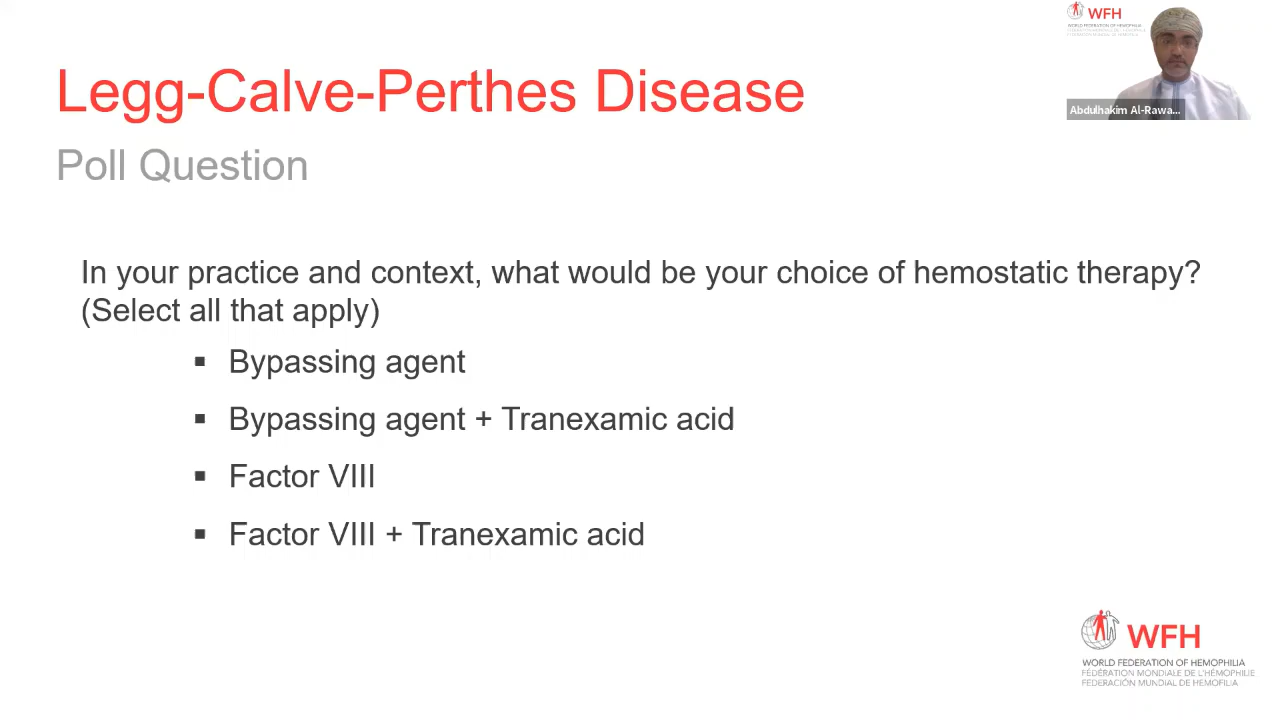 WFH
Legg-Calve-Perthes Disease
Abdulhakim Al-Rawa...
Poll Question
In your practice and context, what would be your choice of hemostatic therapy?
(Select all that apply)
▪ Bypassing agent
▪ Bypassing agent + Tranexamic acid
▪ Factor VIII
▪ Factor VIII + Tranexamic acid
WFH
WORLD FEDERATION OF HEMOPHILIA
FÉDÉRATION MONDIALE DE L'HÉMOPHILIE
FEDERACIÓN MUNDIAL DE HEMOFILIA